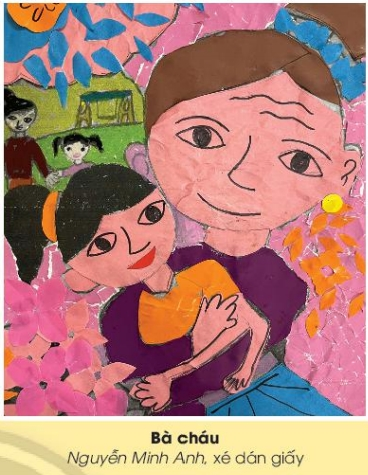 Bà cháu
Nguyễn Minh Anh, xé dán giấy